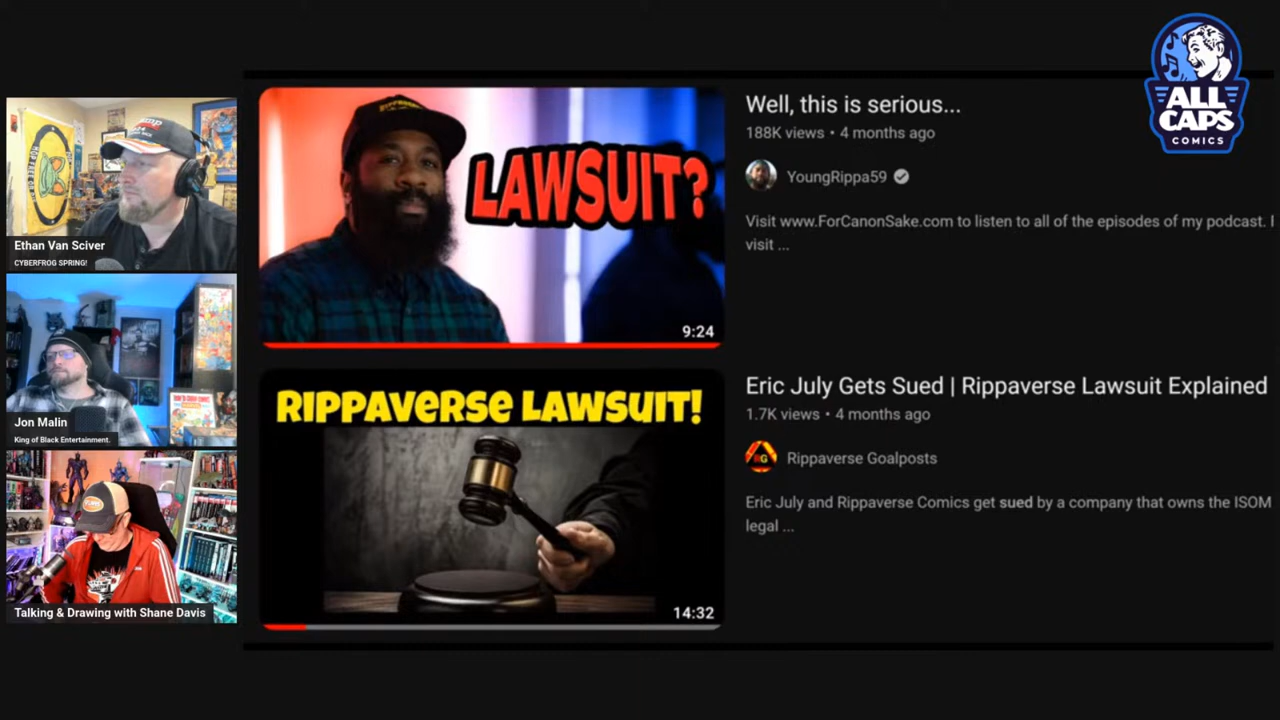 ALL
CAPS
COMICS
Ethan Van Sciver
CYBERFROG SPRING!
Jon Malin
King of Black Entertainment.
Talking & Drawing with Shane Davis
LAWSUIT?
9:24
Well, this is serious...
188K views • 4 months ago
YoungRippa59
Visit www.ForCanonSake.com to listen to all of the episodes of my podcast.
visit ...
RIPPAVERSE LAWSUIT!
14:32
Eric July Gets Sued | Rippaverse Lawsuit Explained
1.7K views • 4 months ago
RG
Rippaverse Goalposts
Eric July and Rippaverse Comics get sued by a company that owns the ISOM
legal ...